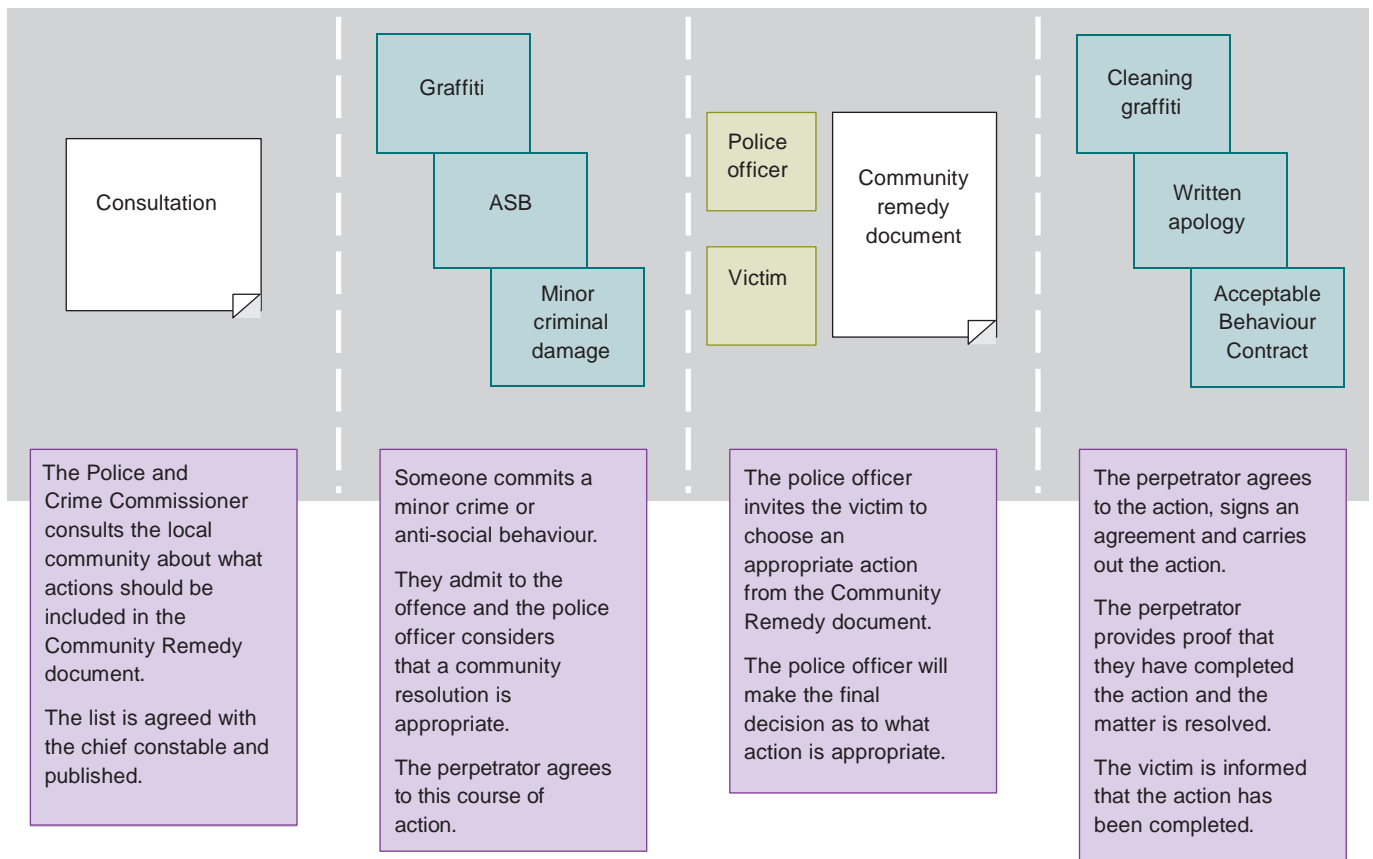 Consultation
Graffiti
ASB
Minor
criminal
damage
Police
officer
Victim
Community
remedy
document
Cleaning
graffiti
Written
apology
Acceptable
Behaviour
Contract
The Police and
Crime Commissioner
consults the local
community about what
actions should be
included in the
Community Remedy
document.
The list is agreed with
the chief constable and
published.
Someone commits a
minor crime or
anti-social behaviour.
They admit to the
offence and the police
officer considers
that a community
resolution is
appropriate.
The perpetrator agrees
to this course of
action.
The police officer
invites the victim to
choose an
appropriate action
from the Community
Remedy document.
The police officer will
make the final
decision as to what
action is appropriate.
The perpetrator agrees
to the action, signs an
agreement and carries
out the action.
The perpetrator
provides proof that
they have completed
the action and the
matter is resolved.
The victim is informed
that the action has
been completed.